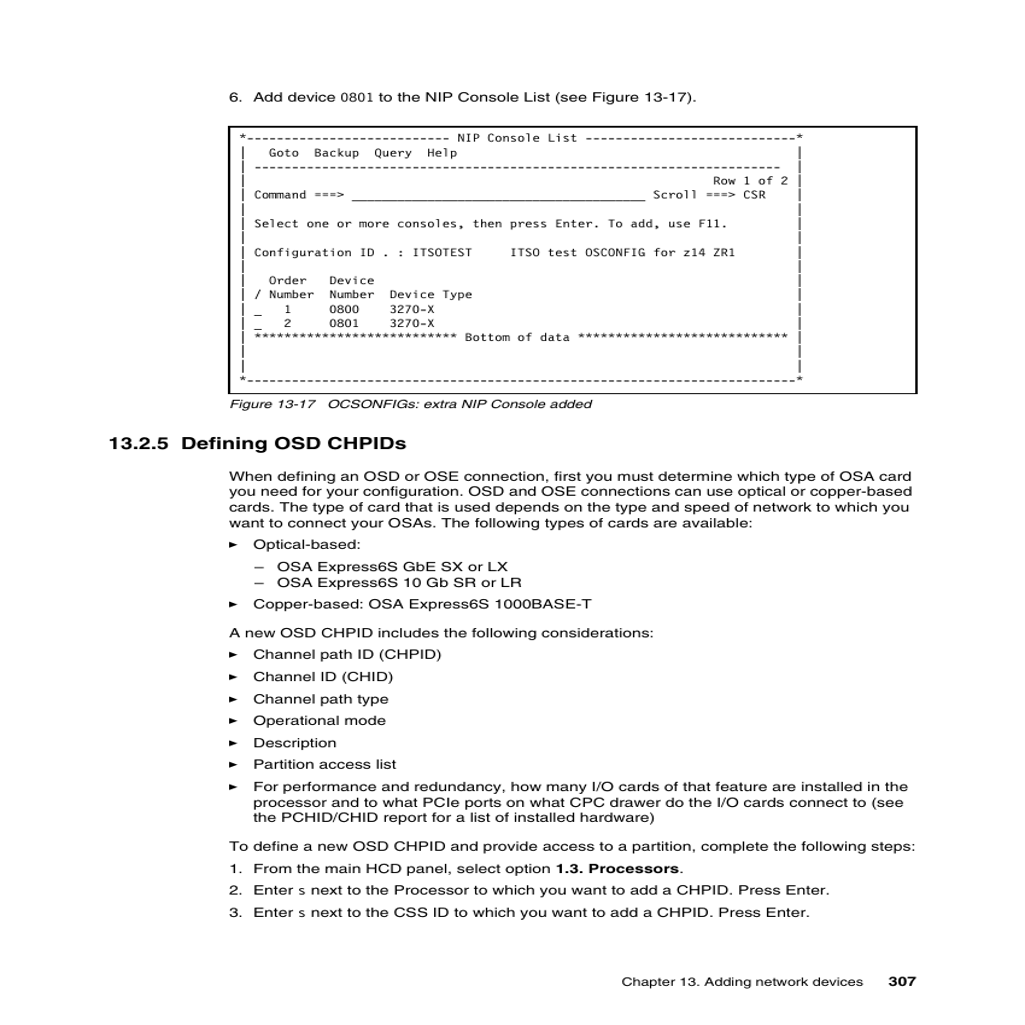 6. Add device 0801 to the NIP Console List (see Figure 13-17).
*--------------------------- NIP Console List ----------------------------*
| Goto Backup Query Help |
| ---------------------------------------------------------------------- |
| Row 1 of 2 |
| Command ===> _______________________________________ Scroll ===> CSR |
| Select one or more consoles, then press Enter. To add, use F11. |
| Configuration ID . : ITSOTEST ITSO test OSCONFIG for z14 ZR1 |
| Order Device |
| / Number Number Device Type |
| _ 1 0800 3270-X |
| _ 2 0801 3270-X |
| *************************** Bottom of data **************************** |
*-------------------------------------------------------------------------*
Figure 13-17 OCSONFIGs: extra NIP Console added
13.2.5 Defining OSD CHPIDs
When defining an OSD or OSE connection, first you must determine which type of OSA card
you need for your configuration. OSD and OSE connections can use optical or copper-based
cards. The type of card that is used depends on the type and speed of network to which you
want to connect your OSAs. The following types of cards are available:
► Optical-based:
– OSA Express6S GbE SX or LX
– OSA Express6S 10 Gb SR or LR
► Copper-based: OSA Express6S 1000BASE-T
A new OSD CHPID includes the following considerations:
► Channel path ID (CHPID)
► Channel ID (CHID)
► Channel path type
► Operational mode
► Description
► Partition access list
► For performance and redundancy, how many I/O cards of that feature are installed in the
processor and to what PCIe ports on what CPC drawer do the I/O cards connect to (see
the PCHID/CHID report for a list of installed hardware)
To define a new OSD CHPID and provide access to a partition, complete the following steps:
1. From the main HCD panel, select option 1.3. Processors.
2. Enter s next to the Processor to which you want to add a CHPID. Press Enter.
3. Enter s next to the CSS ID to which you want to add a CHPID. Press Enter.
Chapter 13. Adding network devices 307